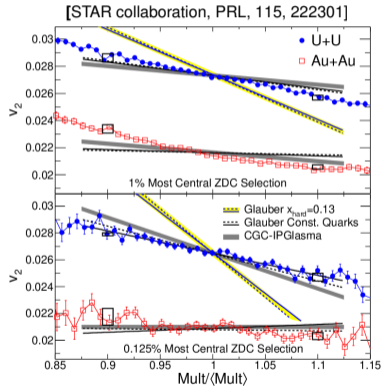 [STAR collaboration, PRL, 115, 222301]
0.03
0.028
0.026
0.024
0.022
0.02
v2
U+U
Au+Au
1% Most Central ZDC Selection
0.03
0.028
0.026
0.024
0.022
0.02
v2
Glauber xhard=0.13
Glauber Const. Quarks
CGC-IPGlasma
0.125% Most Central ZDC Selection
0.85 0.9 0.95 1 1.05 1.1 1.15
Mult/⟨Mult⟩